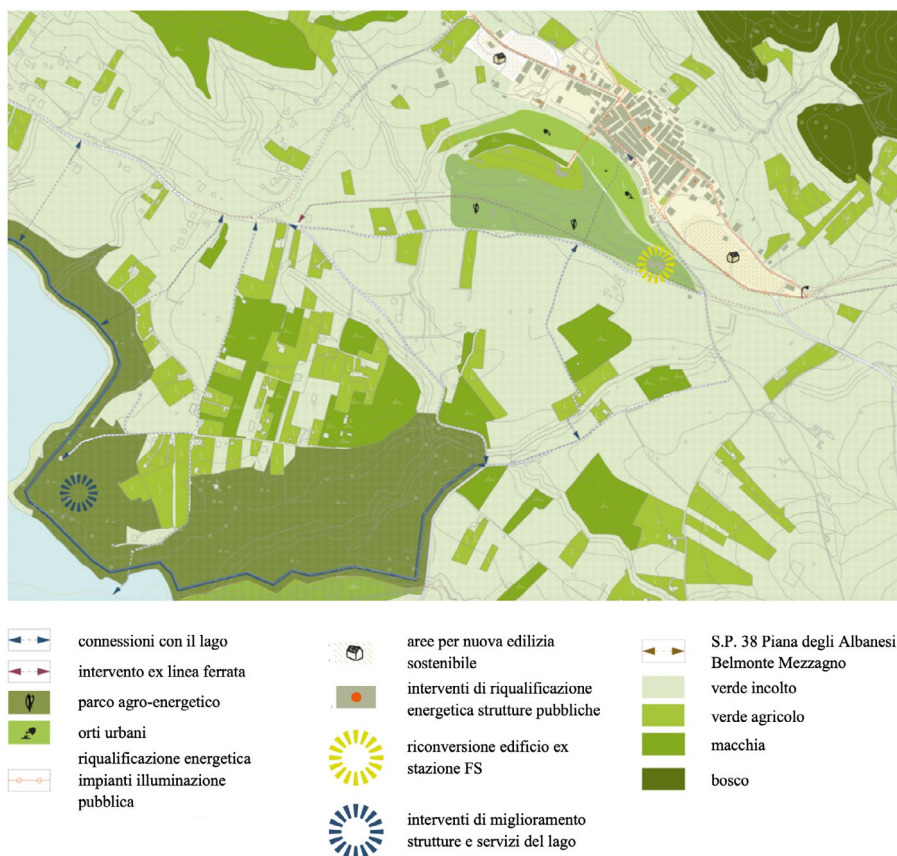 connessioni con il lago
intervento ex linea ferrata
parco agro-energetico
orti urbani
riqualificazione energetica
impianti illuminazione
pubblica
aree per nuova edilizia
sostenibile
interventi di riqualificazione
energetica strutture pubbliche
riconversione edificio ex
stazione FS
interventi di miglioramento
strutture e servizi del lago
S.P. 38 Piana degli Albanesi
Belmonte Mezzagno
verde incolto
verde agricolo
macchia
bosco